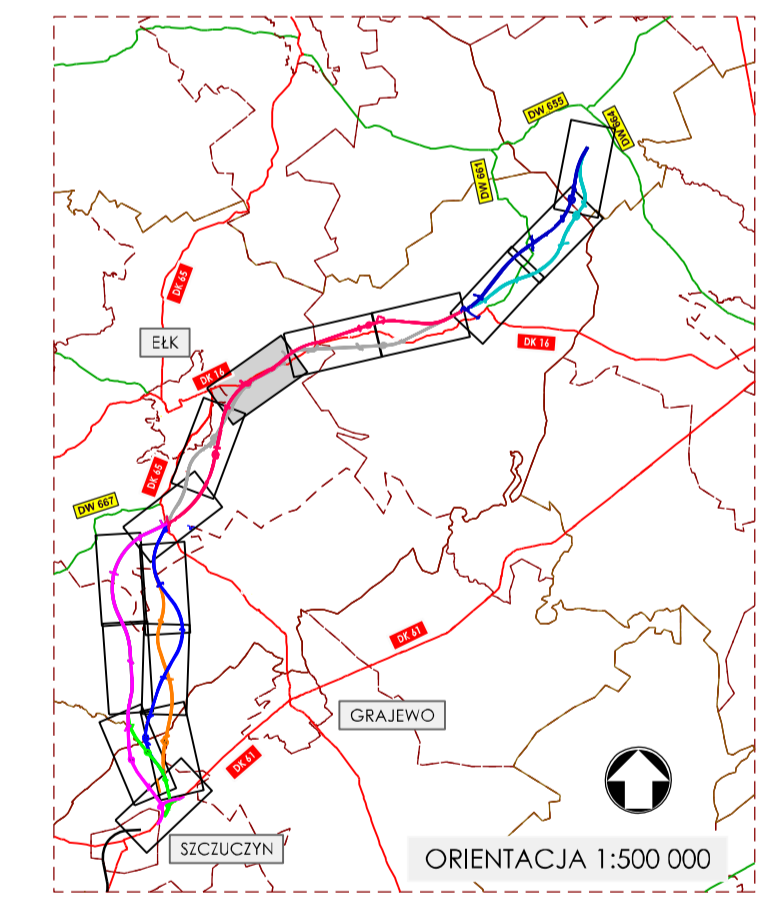 DW 655
DW 664
DW 661
DK 65
EŁK
DK 16
DK 16
DK 65
DW 667
DK 61
GRAJEWO
DK 61
SZCZUCZYN
ORIENTACJA 1:500 000